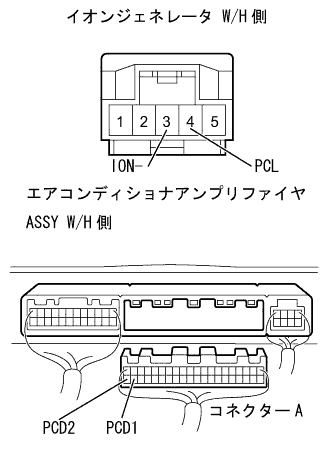 イオンジェネレータ W/H 側
1 2 3 4 5
ION-
PCL
エアコンディショナアンプリファイヤ
ASSY W/H 側
コネクターA
PCD2 PCD1